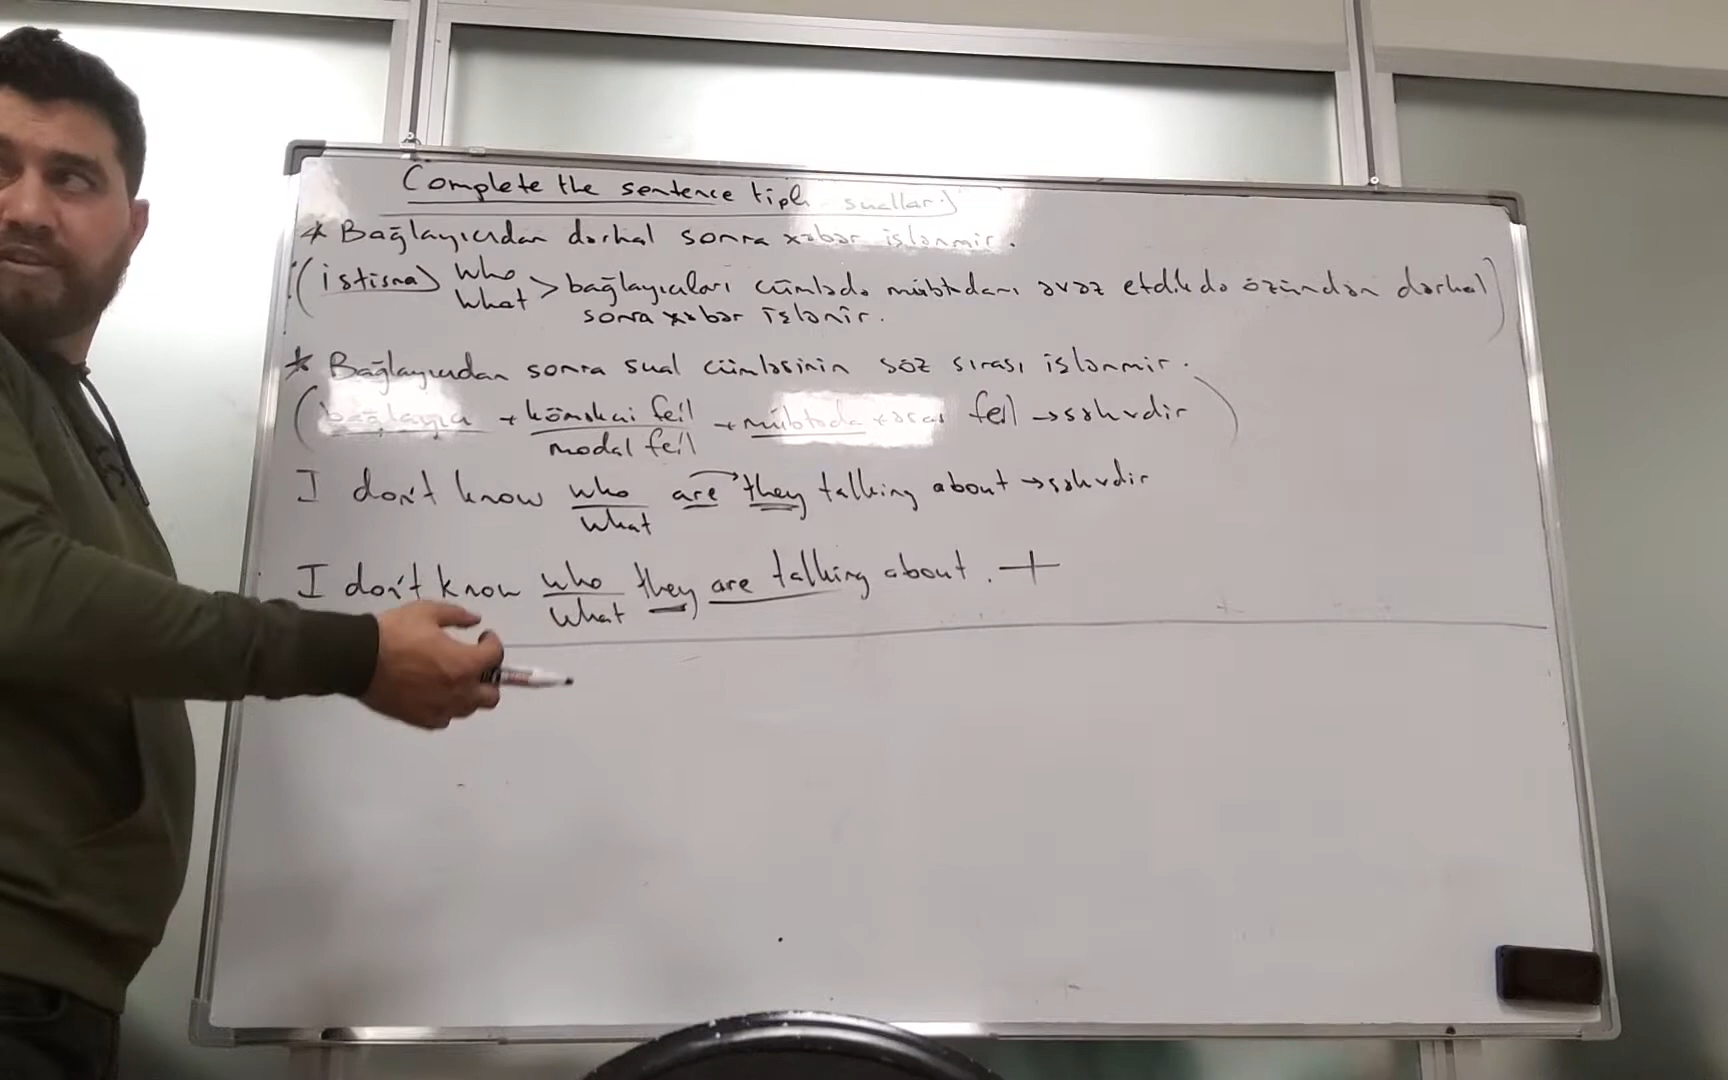 Complete the sentence tipli suallar:)
* Bağlayıcıdan dərhal sonra xəbər işlənmir.
(istisna) who
what > bağlayıcıları cümlədə mübtədanı əvəz etdikdə özündən dərhal
sonra xəbər işlənir.)
* Bağlayıcıdan sonra sual cümləsinin söz sırası işlənmir.
(bağlayıcı + köməkçi feil + mübtəda + əsas feil → səhvdir)
modal feil
I don't know who are they talking about → səhvdir
what
I don't know who they are talking about. +
what